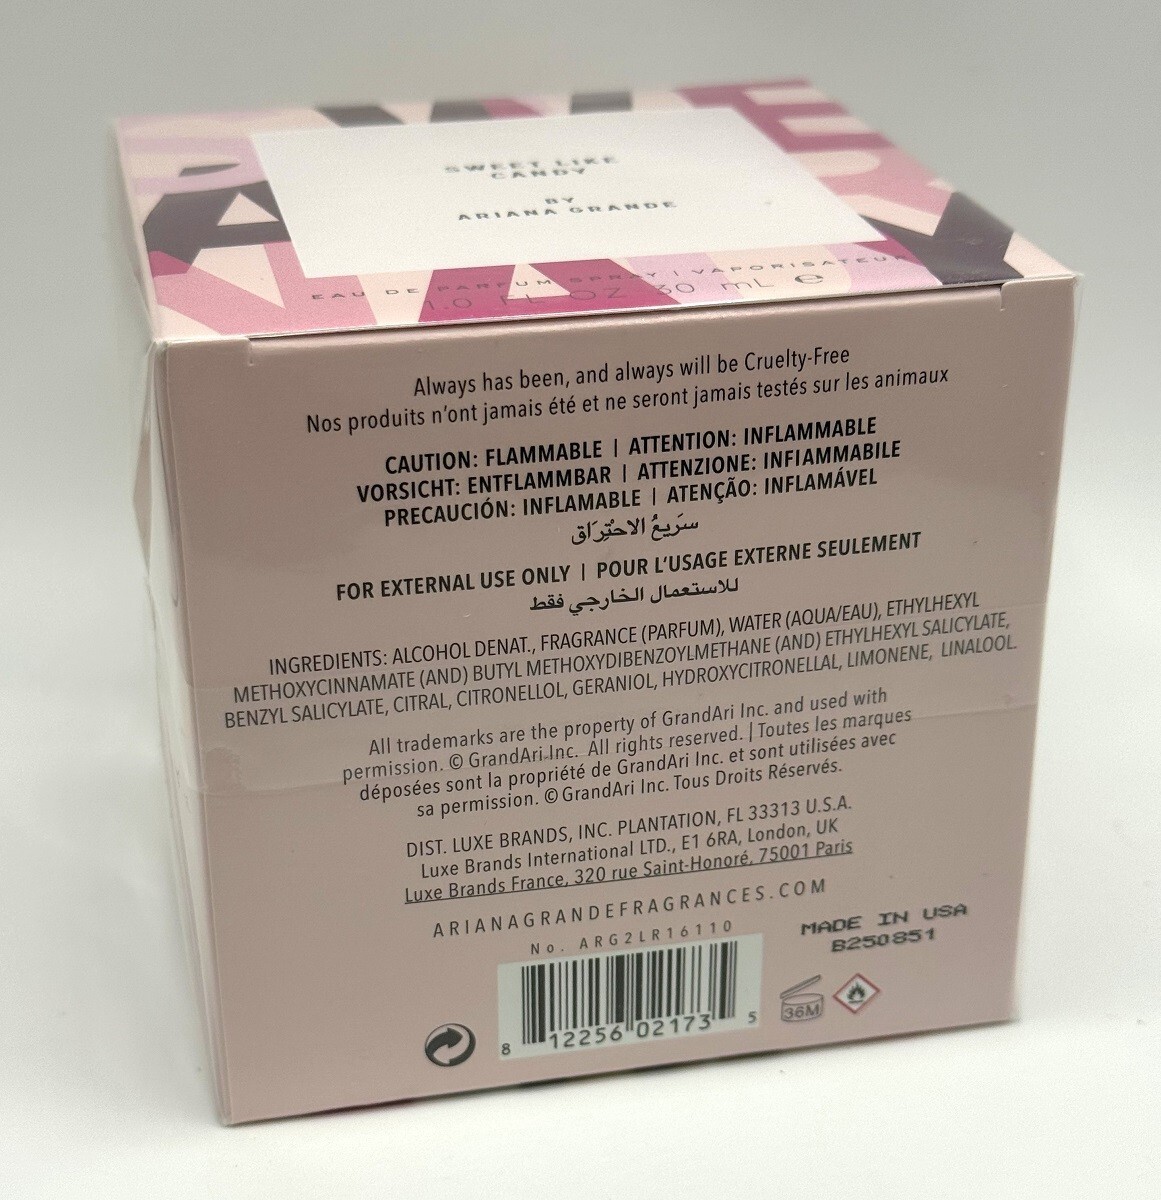 SWEET LIKE
CANDY
BY
ARIANA GRANDE
EAU DE PARFUM SPRAY | VAPORISATEUR
1.0 FL OZ 30 mL ℮
Always has been, and always will be Cruelty-Free
Nos produits n'ont jamais été et ne seront jamais testés sur les animaux
CAUTION: FLAMMABLE | ATTENTION: INFLAMMABLE
VORSICHT: ENTFLAMMBAR | ATTENZIONE: INFIAMMABILE
PRECAUCIÓN: INFLAMABLE | ATENÇÃO: INFLAMÁVEL
سَريعُ الاحْتِرَاق
FOR EXTERNAL USE ONLY | POUR L'USAGE EXTERNE SEULEMENT
للاستعمال الخارجي فقط
INGREDIENTS: ALCOHOL DENAT., FRAGRANCE (PARFUM), WATER (AQUA/EAU), ETHYLHEXYL
METHOXYCINNAMATE (AND) BUTYL METHOXYDIBENZOYLMETHANE (AND) ETHYLHEXYL SALICYLATE,
BENZYL SALICYLATE, CITRAL, CITRONELLOL, GERANIOL, HYDROXYCITRONELLAL, LIMONENE, LINALOOL.
All trademarks are the property of GrandAri Inc. and used with
permission. © GrandAri Inc. All rights reserved. | Toutes les marques
déposées sont la propriété de GrandAri Inc. et sont utilisées avec
sa permission. © GrandAri Inc. Tous Droits Réservés.
DIST. LUXE BRANDS, INC. PLANTATION, FL 33313 U.S.A.
Luxe Brands International LTD., E1 6RA, London, UK
Luxe Brands France, 320 rue Saint-Honoré, 75001 Paris
ARIANAGRANDEFRAGRANCES.COM
No. ARG2LR16110
MADE IN USA
B250851
36M
8 12256 02173 5